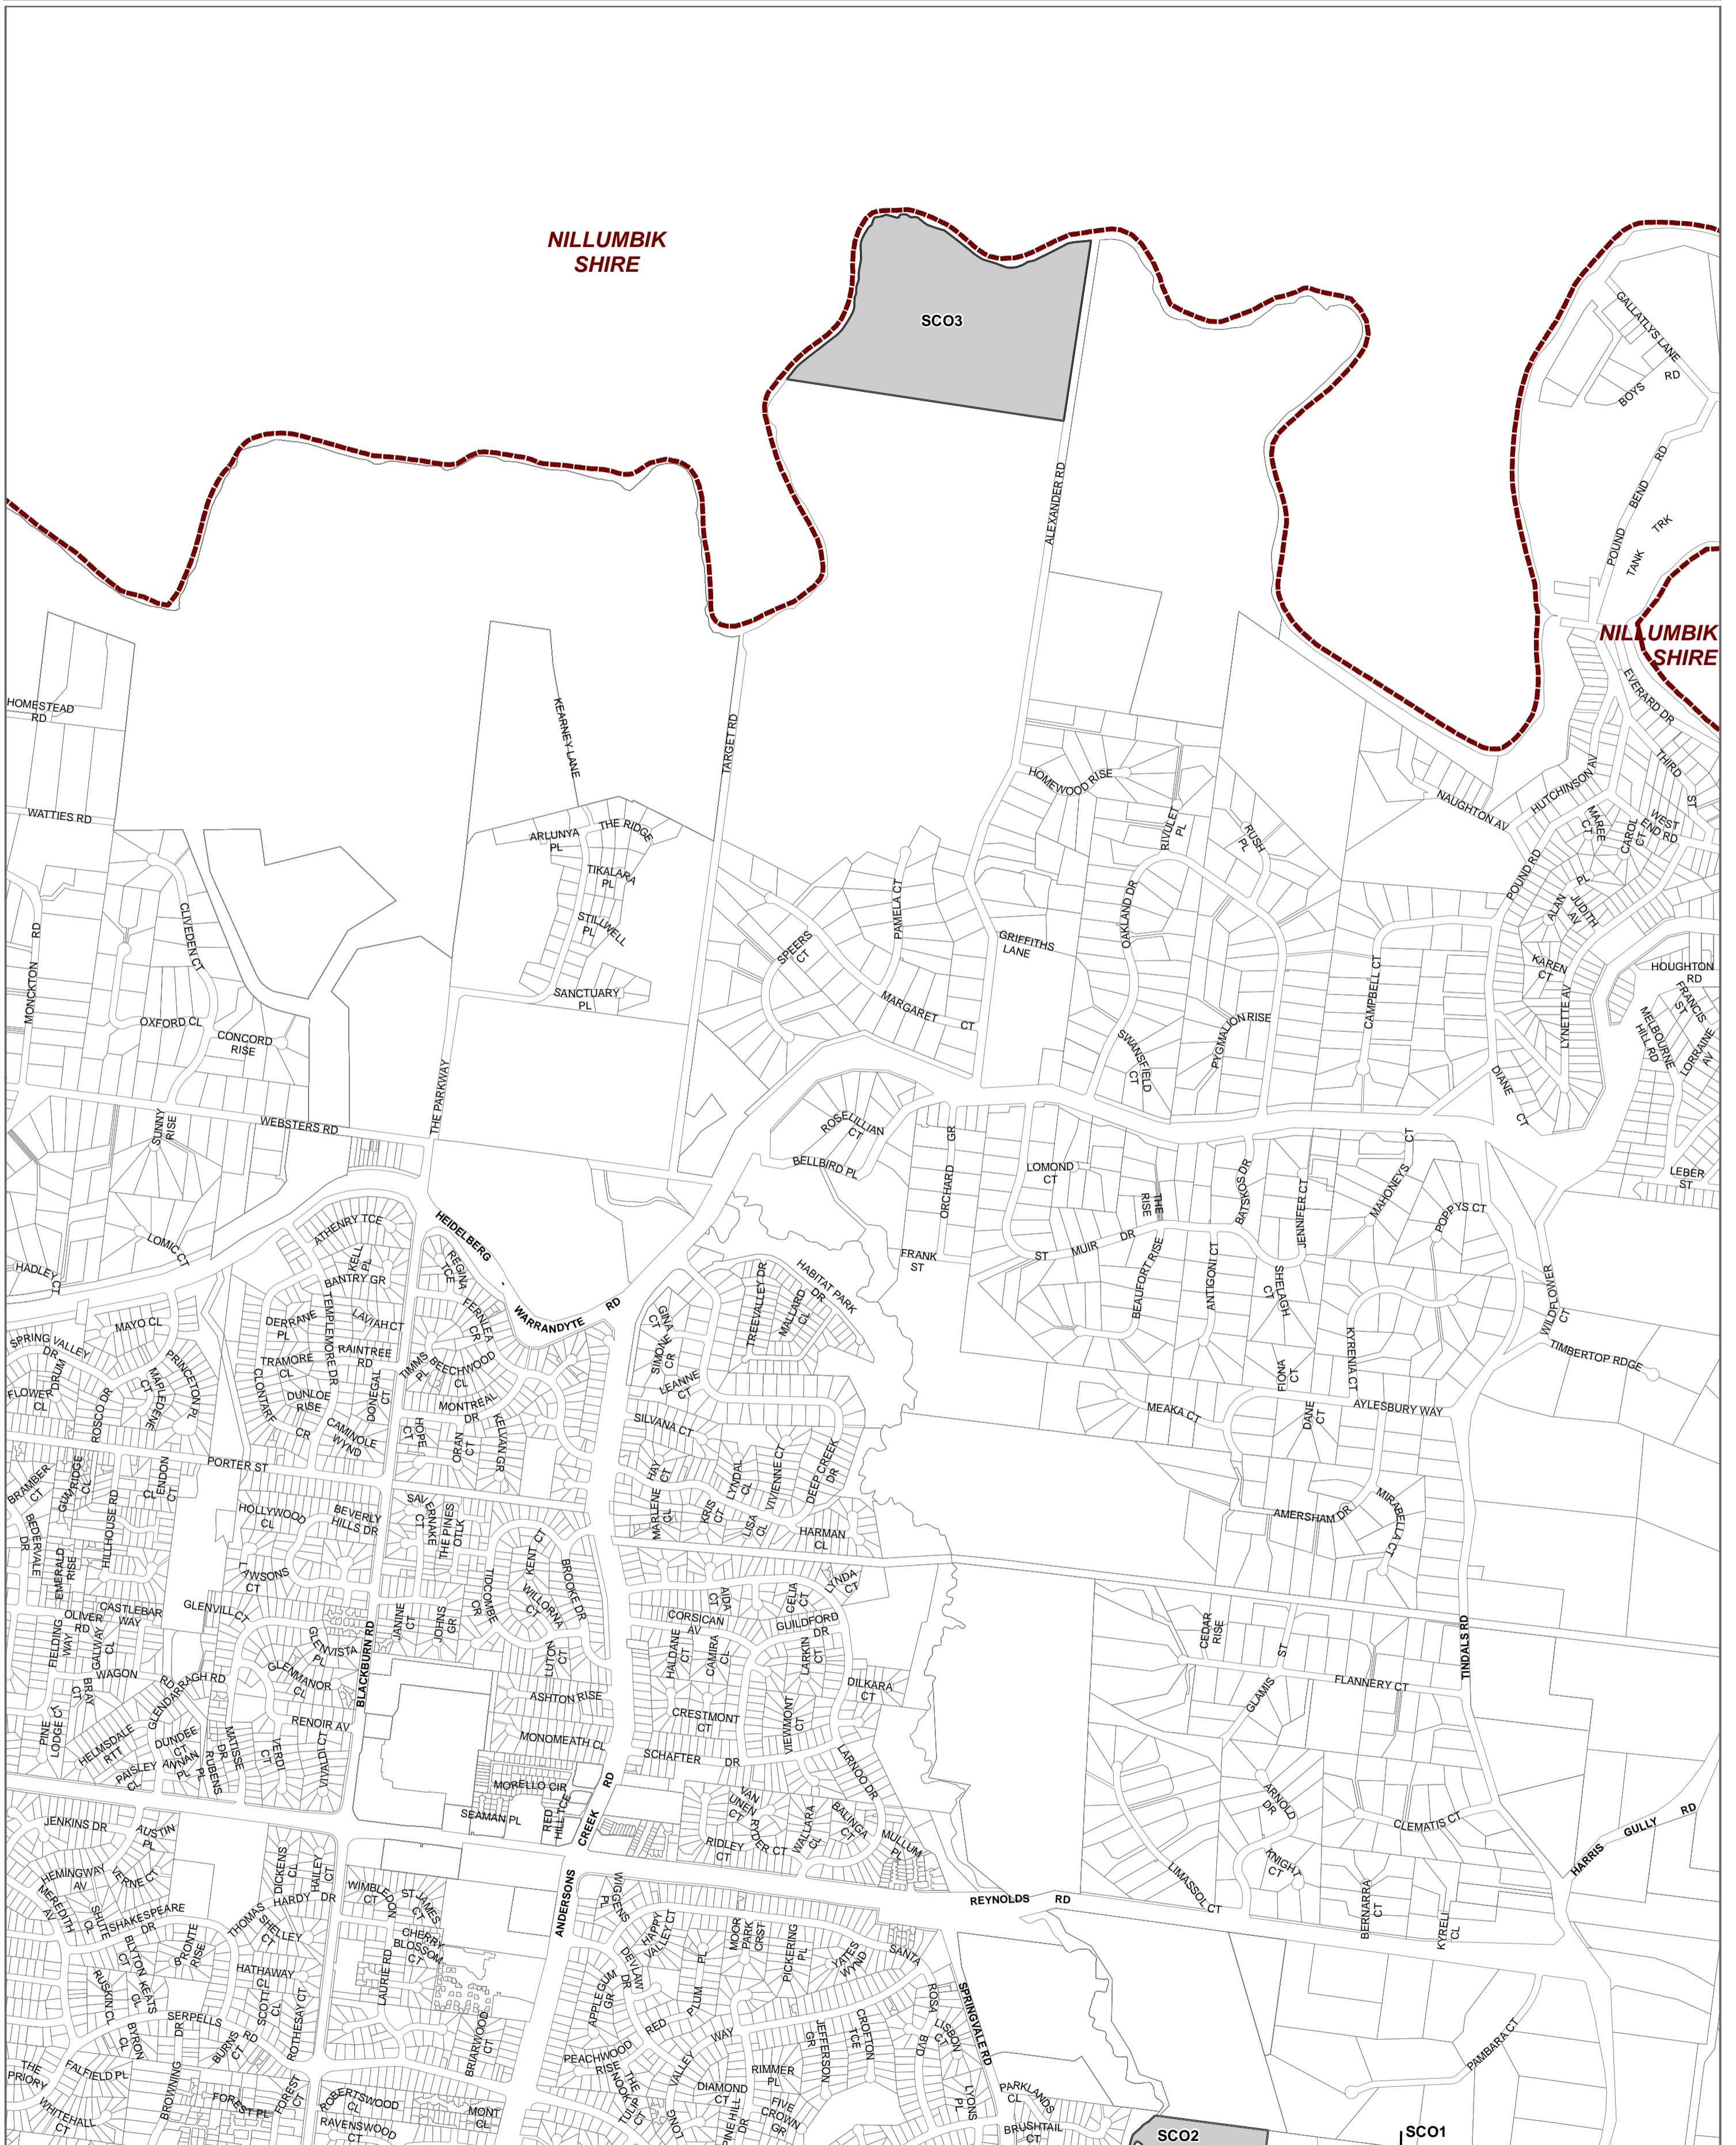 NILLUMBIK
SHIRE
SCO3
GALLATLYS LANE
BOYS
RD
ALEXANDER RD
POUND
BEND
RD
TANK
TRK
NILLUMBIK
SHIRE
HOMESTEAD
RD
KEARNEY LANE
TARGET RD
EVERARD DR
THIRD
ST
HOMEWOOD RISE
HUTCHINSON AV
NAUGHTON AV
WATTIES RD
ARLUNYA
PL
THE RIDGE
RIVULET
PL
RUSH
PL
MAREE
CT
CAROL
CT
WEST
END RD
TIKALARA
PL
POUND RD
PL
ALAN
JUDITH
AV
CLIVEDEN CT
STILLWELL
PL
PAMELA CT
OAKLAND DR
RD
MONCKTON
SPEERS
CT
GRIFFITHS
LANE
CAMPBELL CT
KAREN
CT
HOUGHTON
RD
SANCTUARY
PL
MARGARET
CT
LYNETTE AV
FRANCIS
ST
OXFORD CL
CONCORD
RISE
PYGMALION RISE
MELBOURNE
HILL RD
LORRAINE
AV
SWANSFIELD
CT
THE PARKWAY
DIANE
CT
SUNNY
RISE
WEBSTERS RD
ROSELILLIAN
CT
GR
ORCHARD
CT
MAHONEYS
BELLBIRD PL
LOMOND
CT
LEBER
ST
THE
RISE
BATSKOS DR
JENNIFER CT
POPPYS CT
ATHENRY TCE
HEIDELBERG
LOMIC CT
KELL
PL
REGINA
TCE
FRANK
ST
ST
MUIR
DR
BEAUFORT RISE
ANTIGONI CT
SHELAGH
CT
HADLEY CT
BANTRY GR
HABITAT PARK
DR
WILDFLOWER
CT
MAYO CL
DERRANE
PL
TEMPLEMORE DR
LAVIAH CT
FERNLEA
CR
WARRANDYTE
RD
GINA
CT
TREEVALLEY DR
MALLARD
CL
SPRING VALLEY
DR
DRUM
TRAMORE
CL
RAINTREE
RD
TIMMS
PL
BEECHWOOD
CL
SIMONE
CR
KYRENIA CT
TIMBERTOP RDGE
FLOWER
CL
ROSCO DR
MAPLEDENE
CT
PRINCETON PL
CLONTARF
CR
DUNLOE
RISE
DONEGAL
CT
MONTREAL
DR
LEANNE
CT
FIONA
CT
CAMINOLE
WYND
HOPE
CT
ORAN
CT
KELVAN GR
SILVANA CT
MEAKA CT
DANE
CT
AYLESBURY WAY
PORTER ST
BRAMBER
CT
GUMRIDGE
CL
HILLHOUSE RD
CL
ENDON
CT
HAY
CT
LYNDAL
CL
VIVIENNE CT
DEEP CREEK
DR
BEDERVALE
DR
HOLLYWOOD
CL
BEVERLY
HILLS DR
SAVERNAKE
CT
THE PINES
OTLK
MARLENE
CL
KRIS
CT
LISA
CL
HARMAN
CL
AMERSHAM DR
MIRABELLA CT
EMERALD
RISE
LAWSONS
CT
TIDCOMBE
CR
KENT CT
BROOKE DR
WILLORNA
CT
LYNDA
CT
OLIVER
RD
CASTLEBAR
WAY
GLENVILL CT
JANINE
CT
JOHNS
GR
AIDA
CT
CELIA
CT
CORSICAN
AV
GUILDFORD
DR
CEDAR
RISE
ST
TINDALS RD
FIELDING
WAY
GALWAY
CL
GLENVISTA
PL
BLACKBURN RD
LUTON
CT
HALDANE
CT
CAMIRA
CL
LARKIN
CT
DILKARA
CT
FLANNERY CT
WAGON
RD
BRAY
CT
GLENDARRAGH RD
GLENMANOR
CL
ASHTON RISE
GLAMIS
PINE
LODGE CT
HELMSDALE
RTT
RENOIR AV
MONOMEATH CL
CRESTMONT
CT
VIEWMONT
CT
DUNDEE
CT
MATISSE
DR
VERDI
CT
VIVALDI CT
SCHAFTER
DR
LARNOO DR
PAISLEY
CL
ANNAN
PL
RUBENS
PL
MORELLO CIR
RD
ARNOLD
DR
SEAMAN PL
RED
HILL TCE
CREEK
VAN
UNEN
CT
RYDER CT
WALLARA
CL
BALINGA
CT
CLEMATIS CT
GULLY
RD
HARRIS
JENKINS DR
AUSTIN
PL
RIDLEY
CT
MULLUM
PL
HEMINGWAY
AV
VERNE CT
DICKENS
CL
HAILEY
CT
KNIGHT
CT
LIMASSOL CT
MEREDITH
AV
SHUTE
CL
SHAKESPEARE
DR
HARDY DR
THOMAS
WIMBLEDON
CT
ST JAMES
CT
ANDERSONS
WIGGENS
PL
REYNOLDS
RD
BERNARRA
CT
KYRELI
CL
SHELLEY
CT
BRONTE
RISE
HAPPY
VALLEY CT
MOOR
PARK
CRST
PICKERING
PL
YATES
WYND
SANTA
BLYTON
CT
CHERRY
BLOSSOM
CT
DEVLAW
DR
PL
RUSKIN CL
KEATS
CL
HATHAWAY
CL
LAURIE RD
APPLEGUM
GR
PLUM
ROSA
BVD
SPRINGVALE RD
SERPELLS
RD
SCOTT
CL
ROTHESAY CT
RED
WAY
JEFFERSON
GR
CROFTON
TCE
LISBON
CT
BYRON
CL
DR
BURNS
CT
BRIARWOOD
CT
PEACHWOOD
RISE
VALLEY
RIMMER
PL
PAMBARA CT
THE
PRIORY
FALFIELD PL
BROWNING
FOREST PL
FOREST
CT
ROBERTSWOOD
CL
MONT
CL
THE
NOOK
TULIP CT
LONG
DIAMOND
CT
PINEHILL
DR
FIVE
CROWN
GR
LYONS
PL
PARKLANDS
CL
WHITEHALL
CT
RAVENSWOOD
CT
BRUSHTAIL
CT
SCO2
SCO1